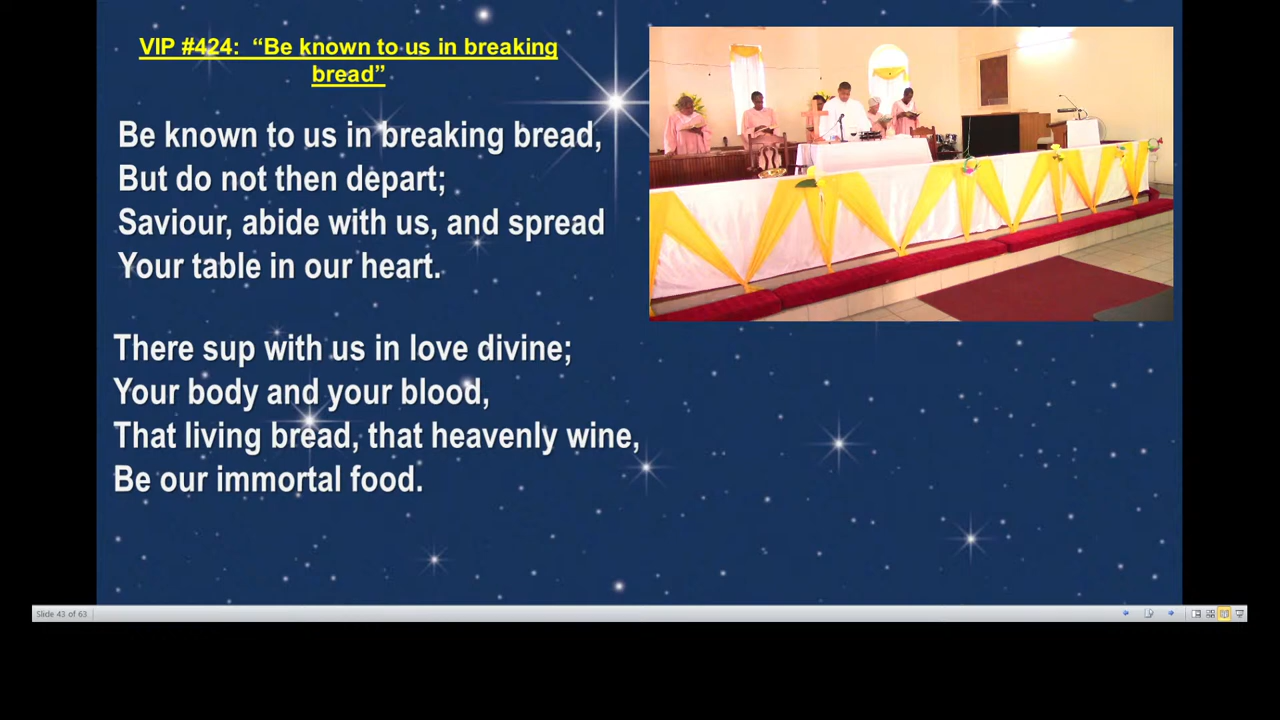 VIP #424:  “Be known to us in breaking
bread”
Be known to us in breaking bread,
But do not then depart;
Saviour, abide with us, and spread
Your table in our heart.
There sup with us in love divine;
Your body and your blood,
That living bread, that heavenly wine,
Be our immortal food.
Slide 43 of 63